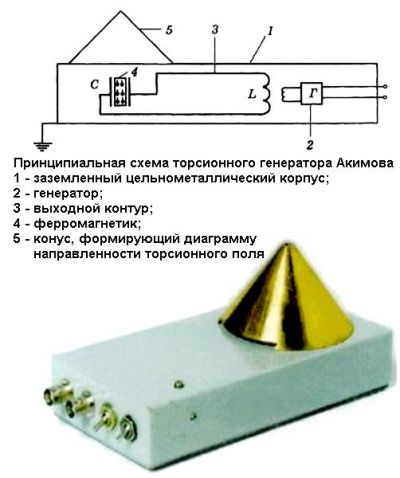 5
3
1
C
4
L
Г
2
Принципиальная схема торсионного генератора Акимова
1 - заземленный цельнометаллический корпус;
2 - генератор;
3 - выходной контур;
4 - ферромагнетик;
5 - конус, формирующий диаграмму
направленности торсионного поля